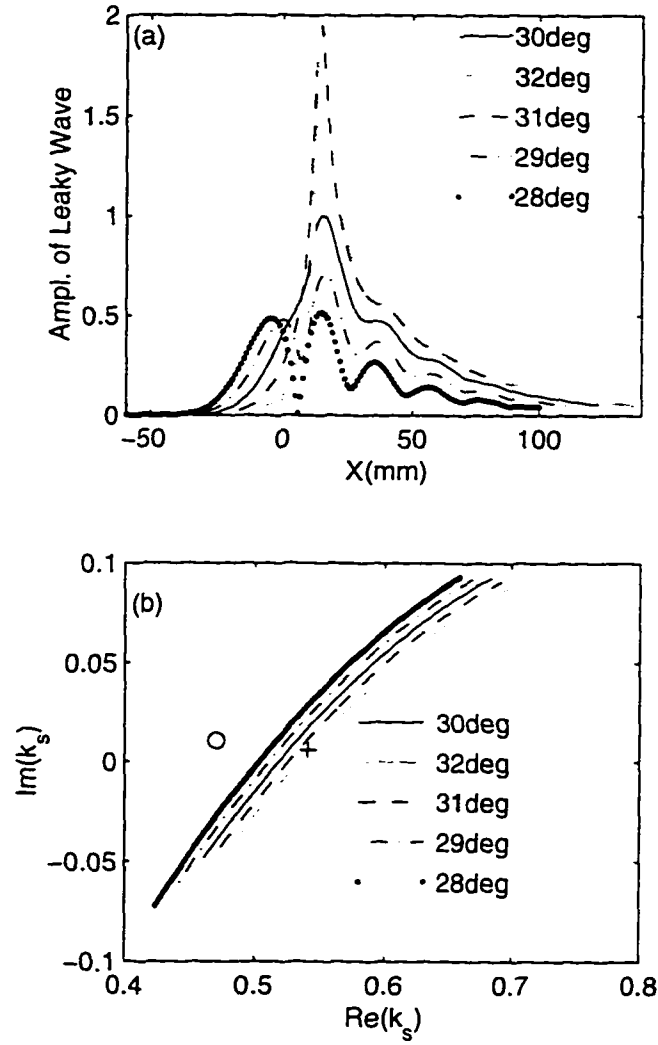 (a)
30deg
32deg
31deg
29deg
28deg
2
1.5
1
0.5
0
Ampl. of Leaky Wave
-50
0
50
100
X(mm)
(b)
0.1
0.05
0
-0.05
-0.1
Im(ks)
30deg
32deg
31deg
29deg
28deg
0.4
0.5
0.6
0.7
0.8
Re(ks)